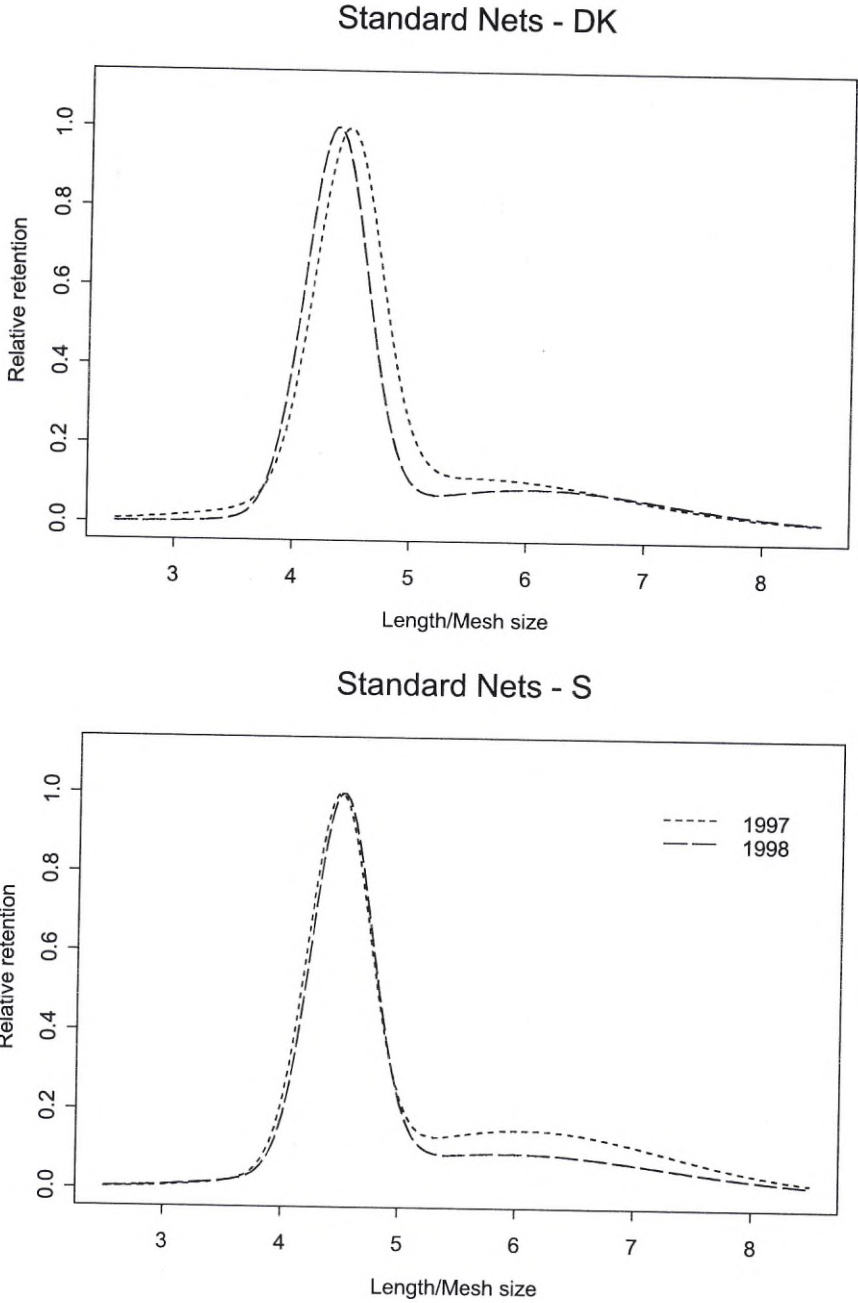 Standard Nets - DK
1.0
0.8
0.6
0.4
0.2
0.0
Relative retention
3 4 5 6 7 8
Length/Mesh size
Standard Nets - S
1.0
0.8
0.6
0.4
0.2
0.0
Relative retention
1997
1998
3 4 5 6 7 8
Length/Mesh size